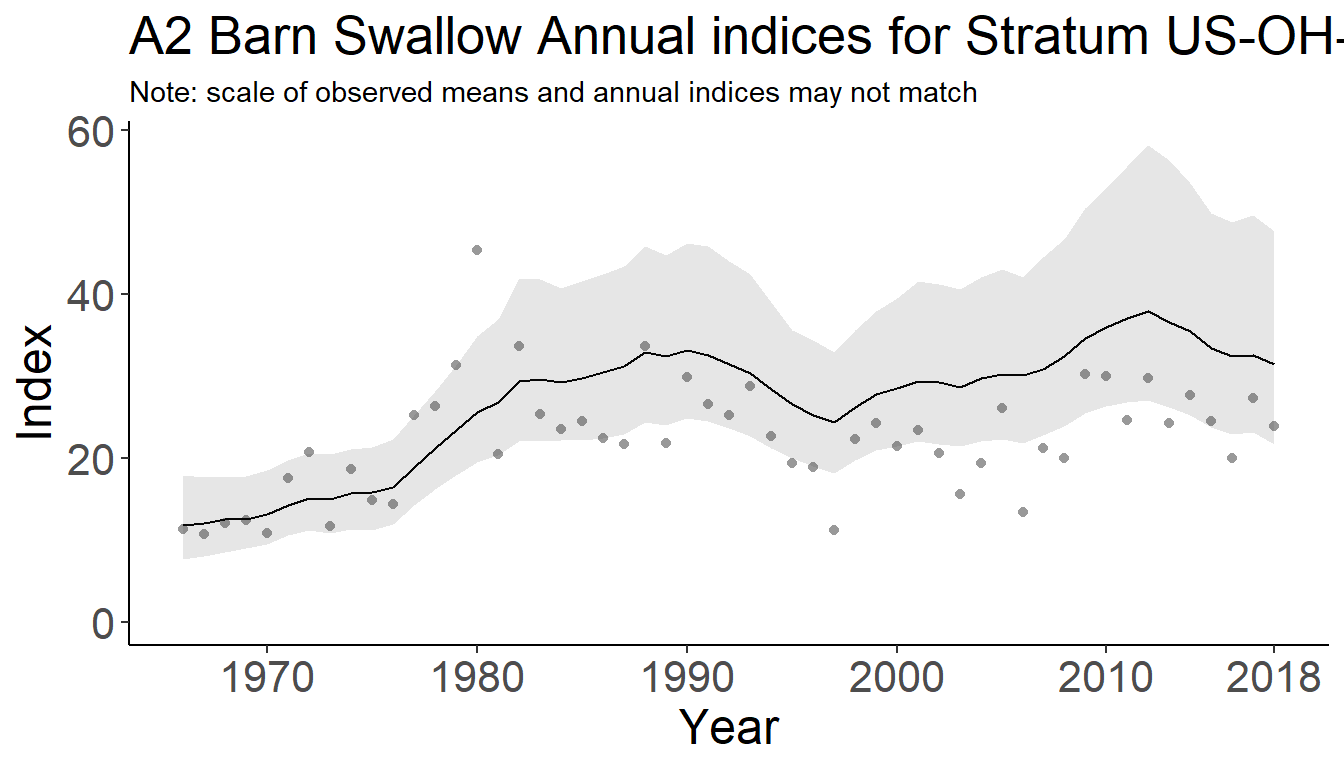 A2 Barn Swallow Annual indices for Stratum US-OH-
Note: scale of observed means and annual indices may not match
60
40
20
0
Index
1970 1980 1990 2000 2010 2018
Year